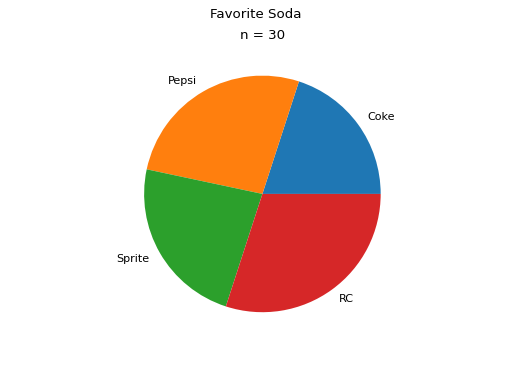 Favorite Soda
n = 30
Pepsi
Coke
Sprite
RC